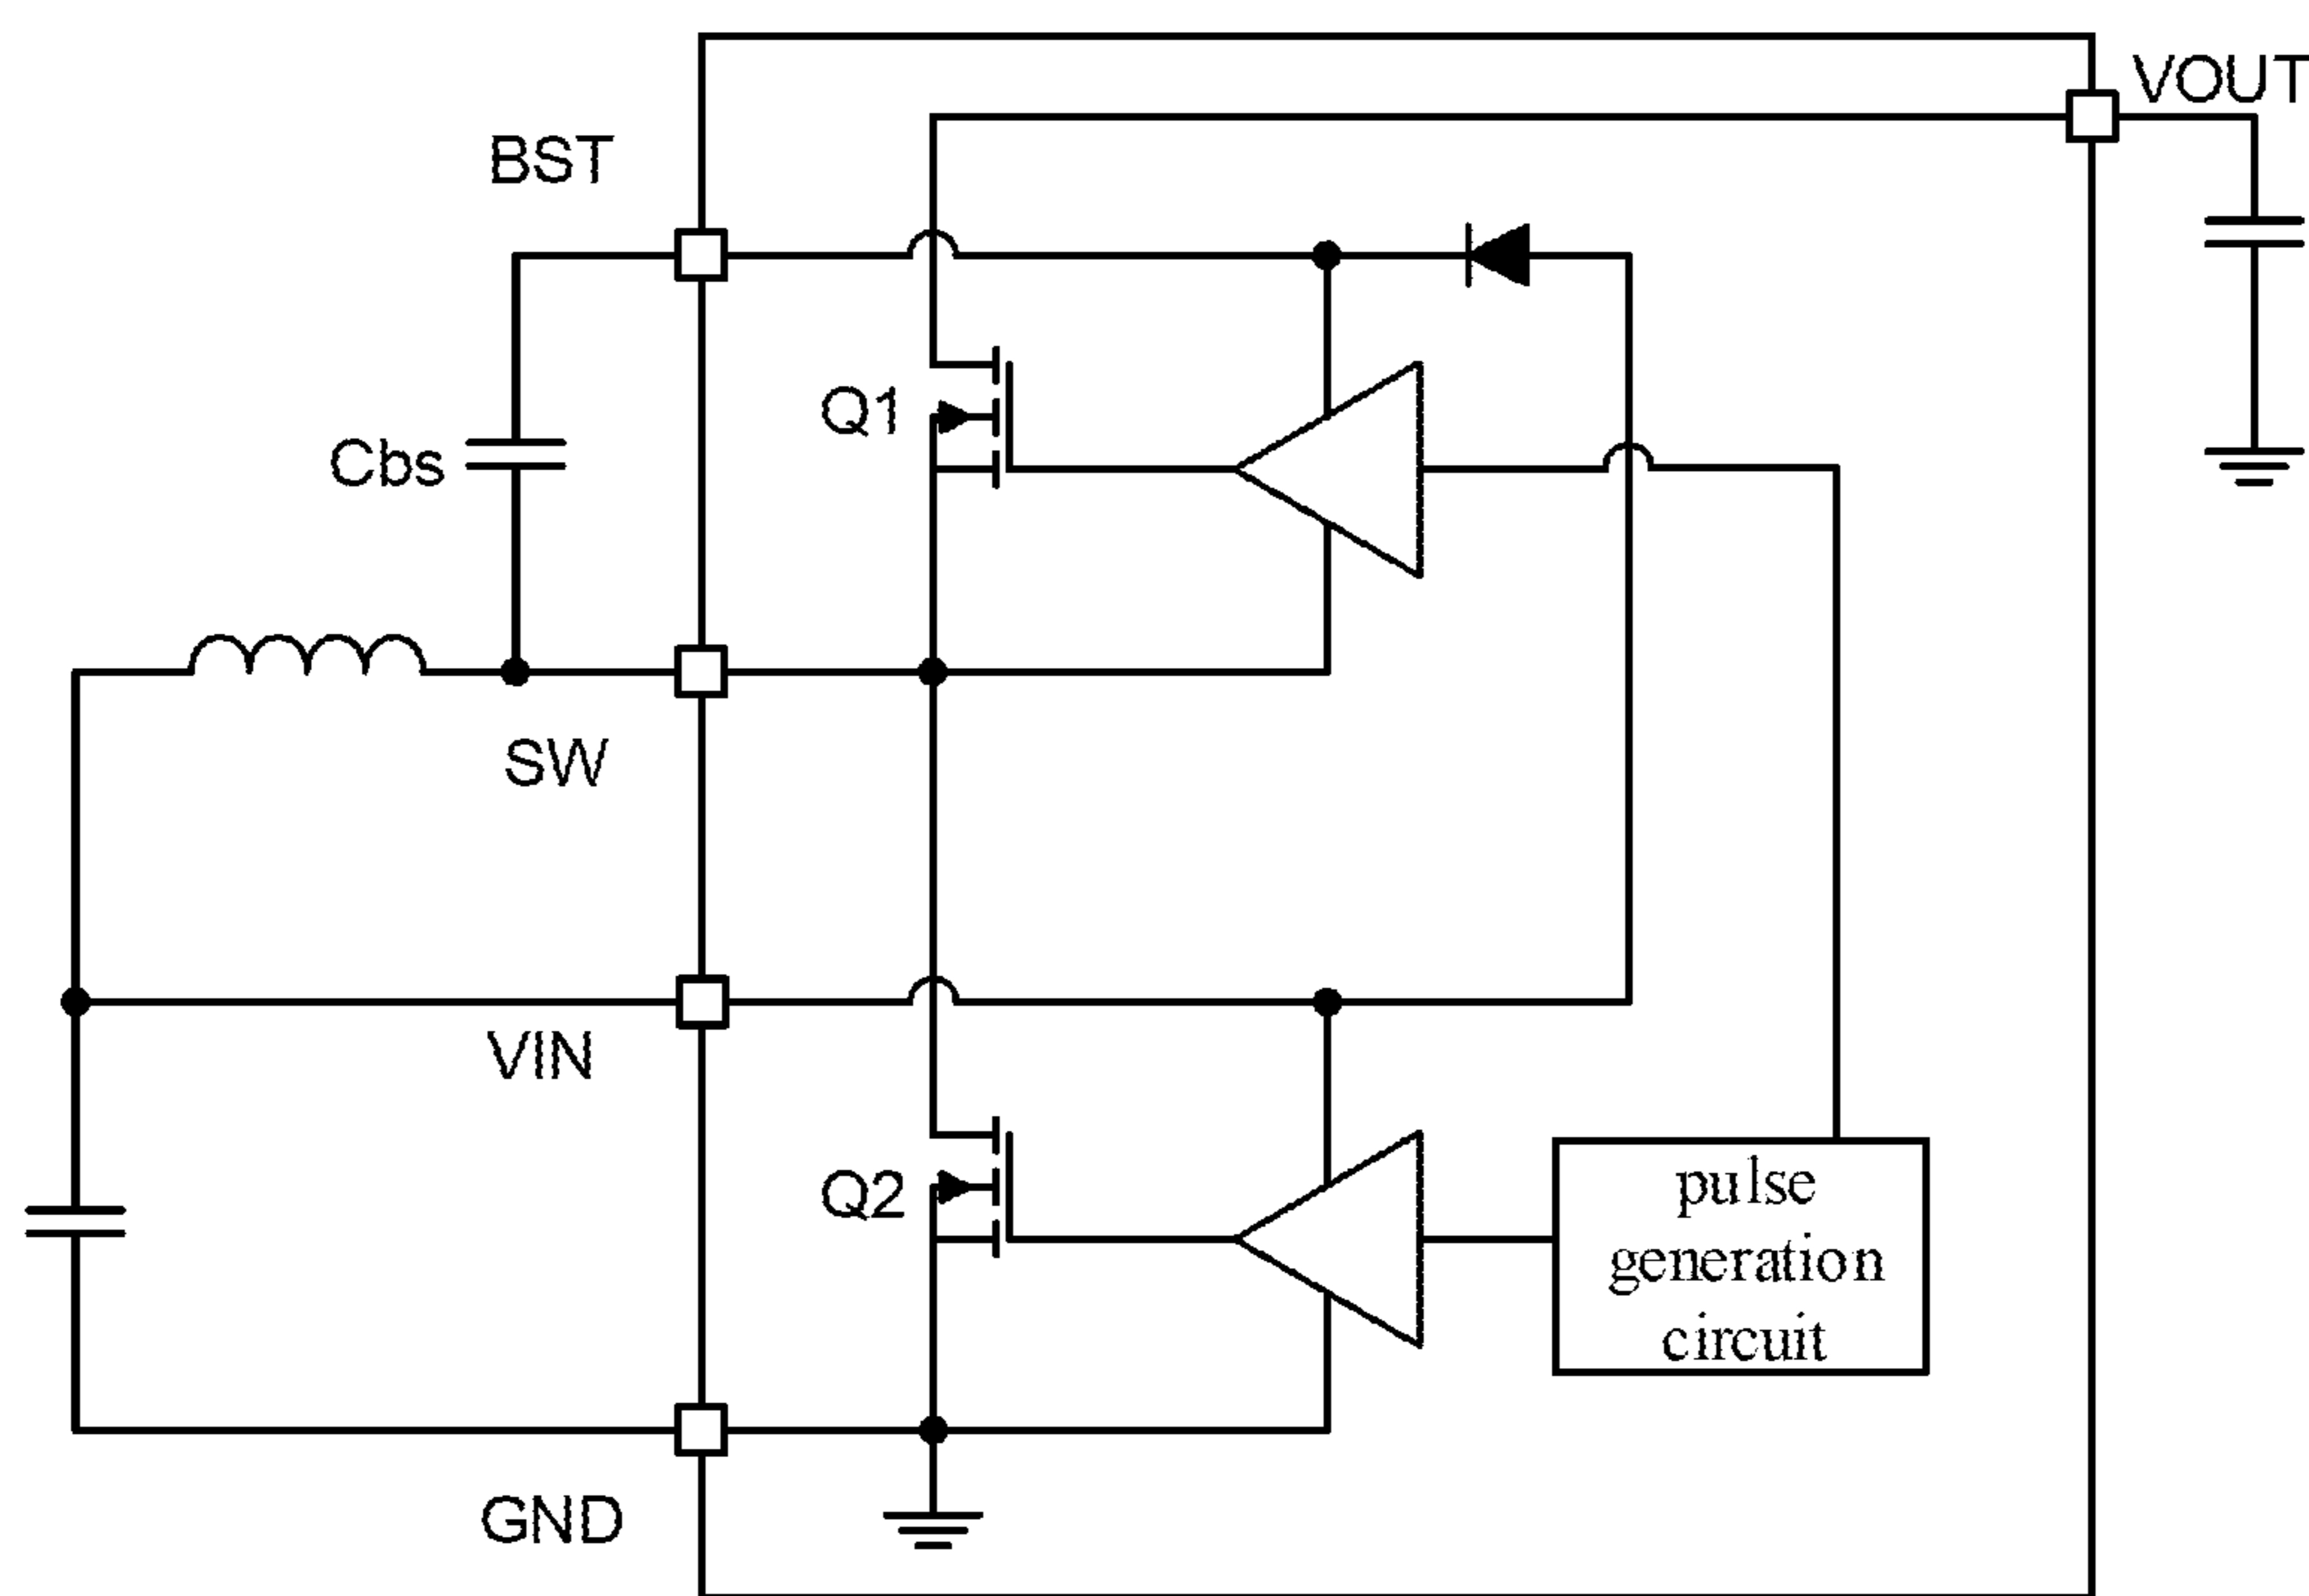 VOUT
BST
Q1
Cbs
SW
VIN
Q2
pulse
generation
circuit
GND